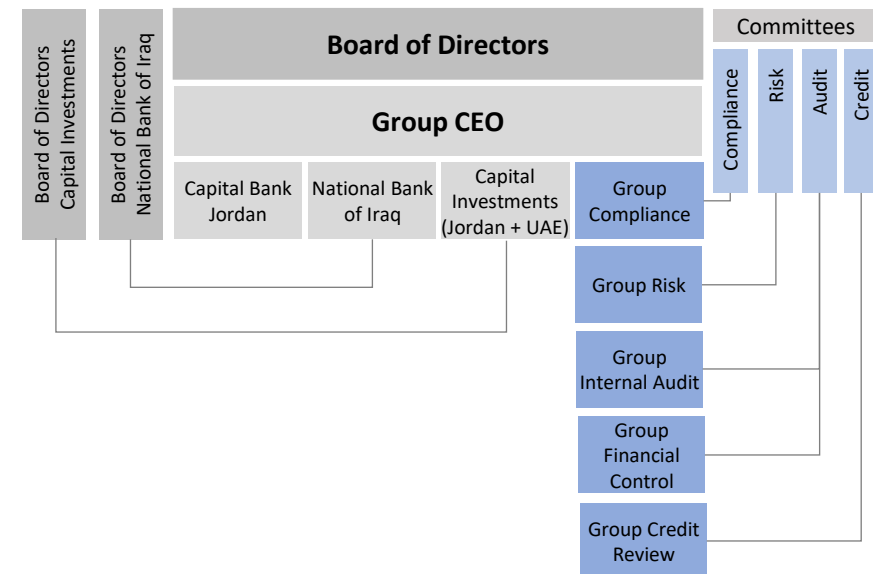 Board of Directors
Capital Investments
Board of Directors
National Bank of Iraq
Board of Directors
Group CEO
Committees
Compliance
Risk
Audit
Credit
Capital Bank
Jordan
National Bank
of Iraq
Capital
Investments
(Jordan + UAE)
Group
Compliance
Group Risk
Group
Internal Audit
Group
Financial
Control
Group Credit
Review